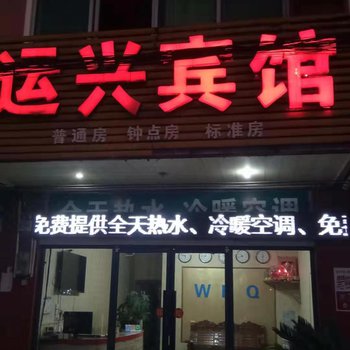 运兴宾馆
普通房 钟点房 标准房
全天热水 冷暖空调
免费提供全天热水、冷暖空调、免